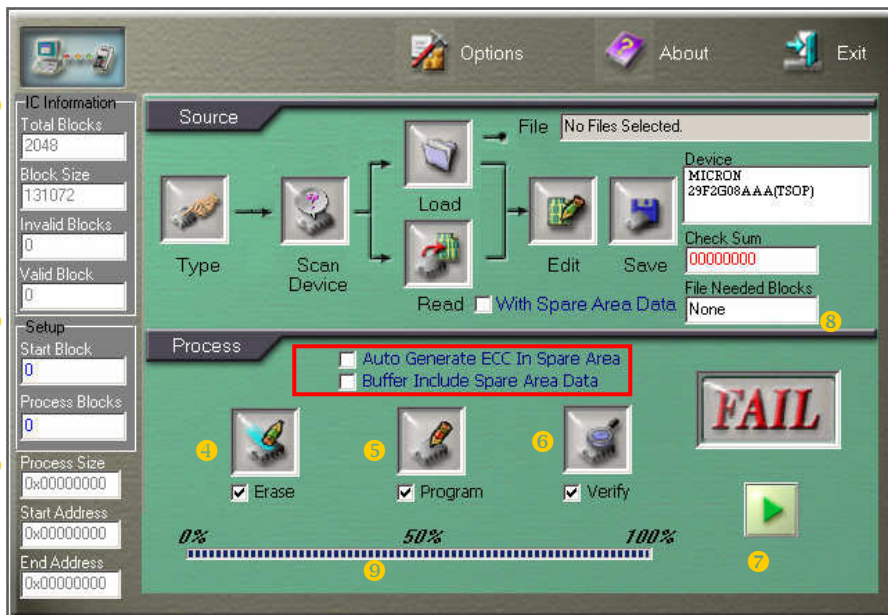 Options
About
Exit
IC Information
Total Blocks
2048
Block Size
131072
Invalid Blocks
0
Valid Block
0
Setup
Start Block
0
Process Blocks
0
Process Size
0x00000000
Start Address
0x00000000
End Address
0x00000000
Source
File
No Files Selected.
Type
Scan
Device
Load
Read
With Spare Area Data
Edit
Save
Device
MICRON
29F2G08AAA(TSOP)
Check Sum
00000000
File Needed Blocks
None
8
Process
Auto Generate ECC In Spare Area
Buffer Include Spare Area Data
FAIL
4
Erase
5
Program
6
Verify
7
0%
50%
100%
9